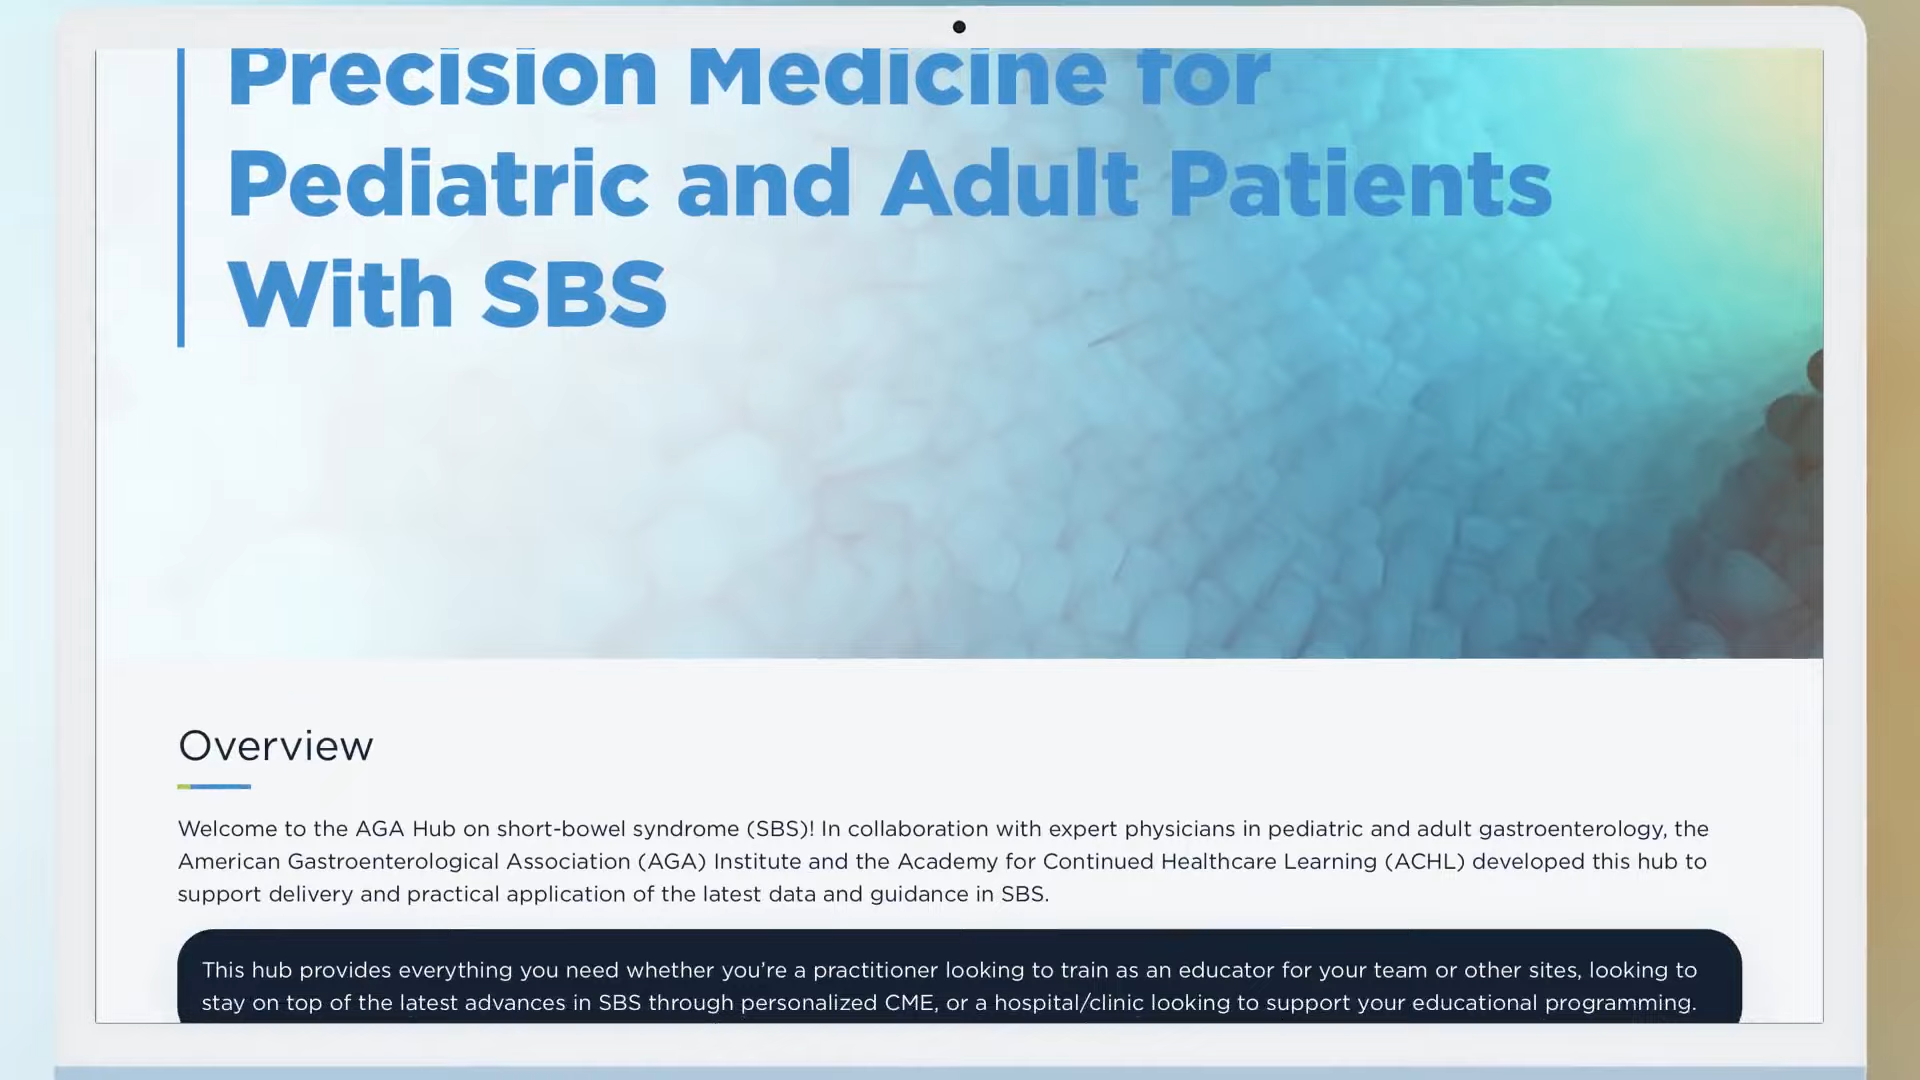 Precision Medicine for
Pediatric and Adult Patients
With SBS
Overview
Welcome to the AGA Hub on short-bowel syndrome (SBS)! In collaboration with expert physicians in pediatric and adult gastroenterology, the
American Gastroenterological Association (AGA) Institute and the Academy for Continued Healthcare Learning (ACHL) developed this hub to
support delivery and practical application of the latest data and guidance in SBS.
This hub provides everything you need whether you’re a practitioner looking to train as an educator for your team or other sites, looking to
stay on top of the latest advances in SBS through personalized CME, or a hospital/clinic looking to support your educational programming.